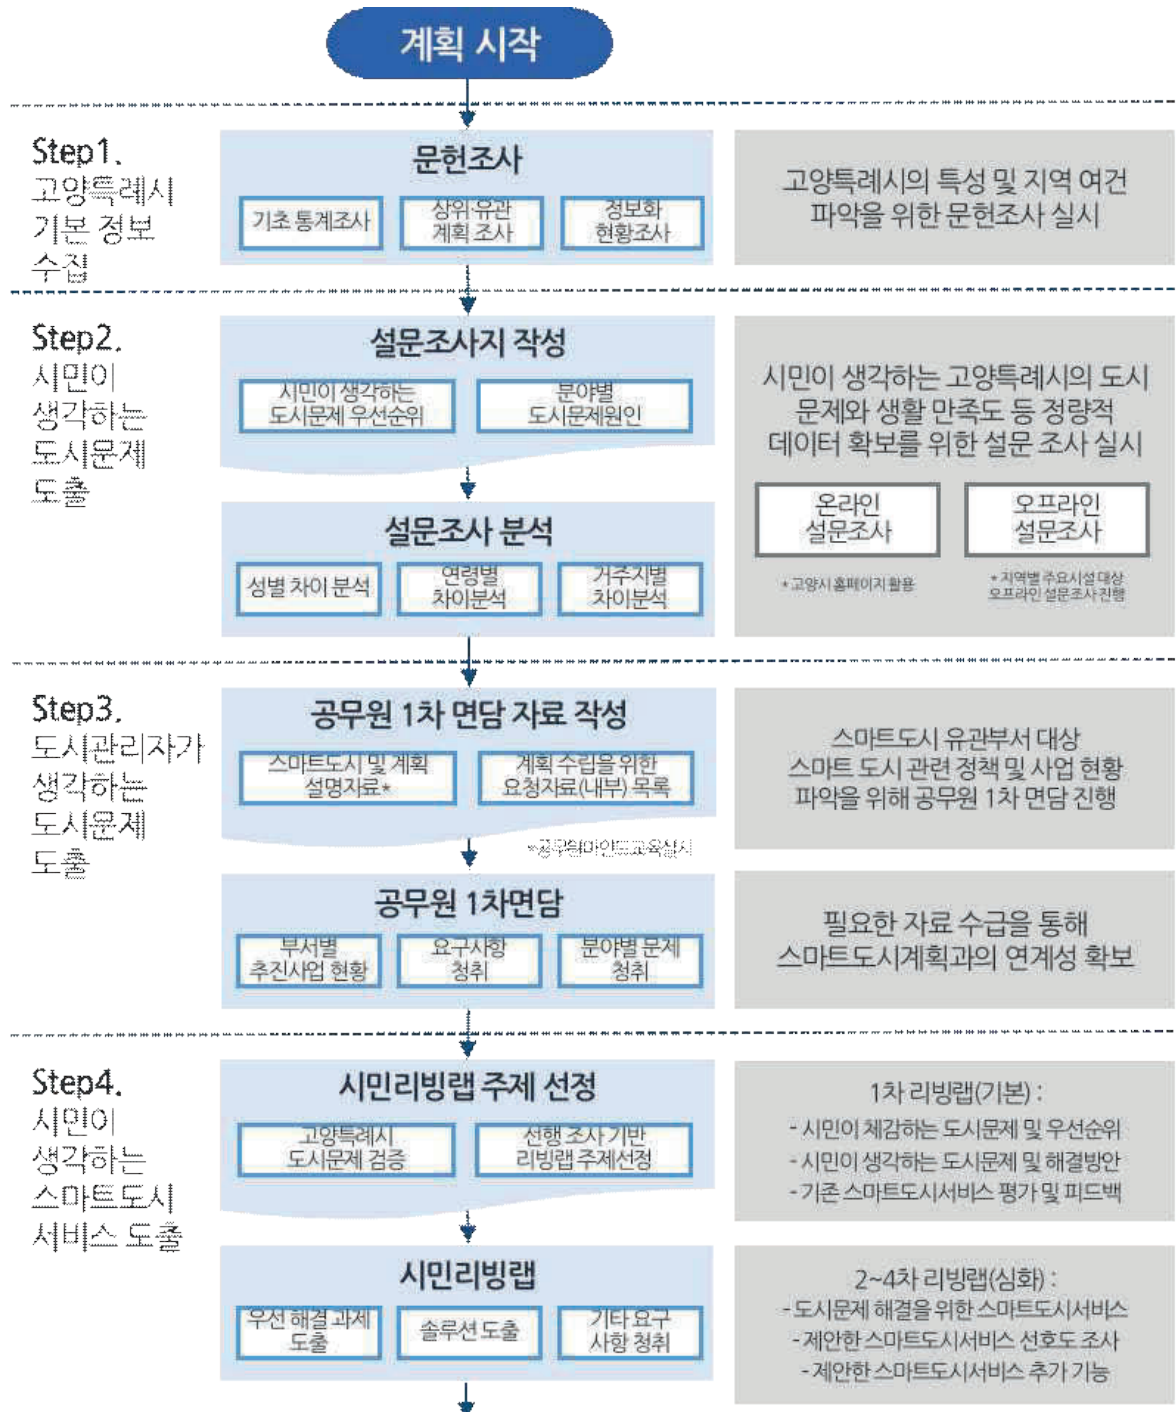 계획 시작
Step1.
고양특례시
기본 정보
수집
문헌조사
기초 통계조사
상위·유관
계획 조사
정보화
현황조사
고양특례시의 특성 및 지역 여건
파악을 위한 문헌조사 실시
Step2.
시민이
생각하는
도시문제
도출
설문조사지 작성
시민이 생각하는
도시문제 우선순위
분야별
도시문제원인
설문조사 분석
성별 차이 분석
연령별
차이분석
거주지별
차이분석
시민이 생각하는 고양특례시의 도시
문제와 생활 만족도 등 정량적
데이터 확보를 위한 설문 조사 실시
온라인
설문조사
* 고양시 홈페이지 활용
오프라인
설문조사
* 지역별 주요시설 대상
오프라인 설문조사 진행
Step3.
도시관리자가
생각하는
도시문제
도출
공무원 1차 면담 자료 작성
스마트도시 및 계획
설명자료*
계획 수립을 위한
요청자료(내부) 목록
*공무원마인드교육실시
공무원 1차면담
부서별
추진사업 현황
요구사항
청취
분야별 문제
청취
스마트도시 유관부서 대상
스마트 도시 관련 정책 및 사업 현황
파악을 위해 공무원 1차 면담 진행
필요한 자료 수급을 통해
스마트도시계획과의 연계성 확보
Step4.
시민이
생각하는
스마트도시
서비스 도출
시민리빙랩 주제 선정
고양특례시
도시문제 검증
선행 조사 기반
리빙랩 주제선정
시민리빙랩
우선 해결 과제
도출
솔루션 도출
기타 요구
사항 청취
1차 리빙랩(기본) :
- 시민이 체감하는 도시문제 및 우선순위
- 시민이 생각하는 도시문제 및 해결방안
- 기존 스마트도시서비스 평가 및 피드백
2~4차 리빙랩(심화) :
- 도시문제 해결을 위한 스마트도시서비스
- 제안한 스마트도시서비스 선호도 조사
- 제안한 스마트도시서비스 추가 기능